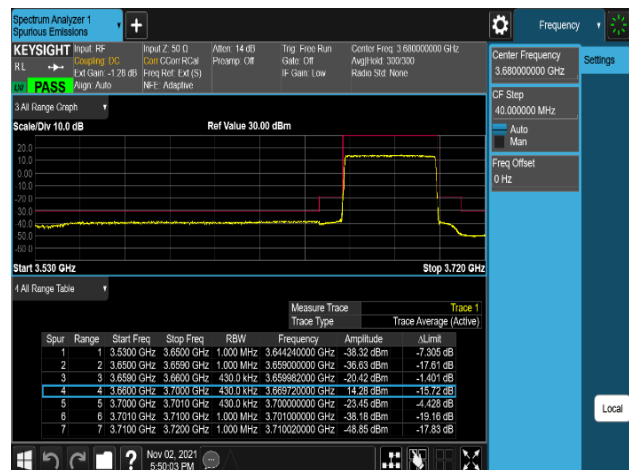 Spectrum Analyzer 1
Spurious Emissions
Frequency
KEYSIGHT
Input: RF
Input Z: 50 Ω
Atten: 14 dB
Trig: Free Run
Center Freq: 3.680000000 GHz
RL
Coupling: DC
Corr CCorr RCal
Preamp: Off
Gate: Off
Avg|Hold: 300/300
Ext Gain: -1.28 dB
Freq Ref: Ext (S)
IF Gain: Low
Radio Std: None
PASS
Align: Auto
NFE: Adaptive
Center Frequency
3.680000000 GHz
Settings
CF Step
40.000000 MHz
Auto
Man
Freq Offset
0 Hz
3 All Range Graph
Scale/Div 10.0 dB
Ref Value 30.00 dBm
20.0
10.0
0.00
-10.0
-20.0
-30.0
-40.0
-50.0
-60.0
Start 3.530 GHz
Stop 3.720 GHz
4 All Range Table
Measure Trace
Trace 1
Trace Type
Trace Average (Active)
Spur Range Start Freq Stop Freq RBW Frequency Amplitude ΔLimit
1 1 3.5300 GHz 3.6500 GHz 1.000 MHz 3.644240000 GHz -38.32 dBm -7.305 dB
2 2 3.6500 GHz 3.6590 GHz 1.000 MHz 3.659000000 GHz -36.63 dBm -17.61 dB
3 3 3.6590 GHz 3.6600 GHz 430.0 kHz 3.659982000 GHz -20.42 dBm -1.401 dB
4 4 3.6600 GHz 3.7000 GHz 430.0 kHz 3.669720000 GHz 14.28 dBm -15.72 dB
5 5 3.7000 GHz 3.7010 GHz 430.0 kHz 3.700000000 GHz -23.45 dBm -4.428 dB
6 6 3.7010 GHz 3.7100 GHz 1.000 MHz 3.701000000 GHz -38.18 dBm -19.16 dB
7 7 3.7100 GHz 3.7200 GHz 1.000 MHz 3.710020000 GHz -48.85 dBm -17.83 dB
Local
Nov 02, 2021
5:50:03 PM